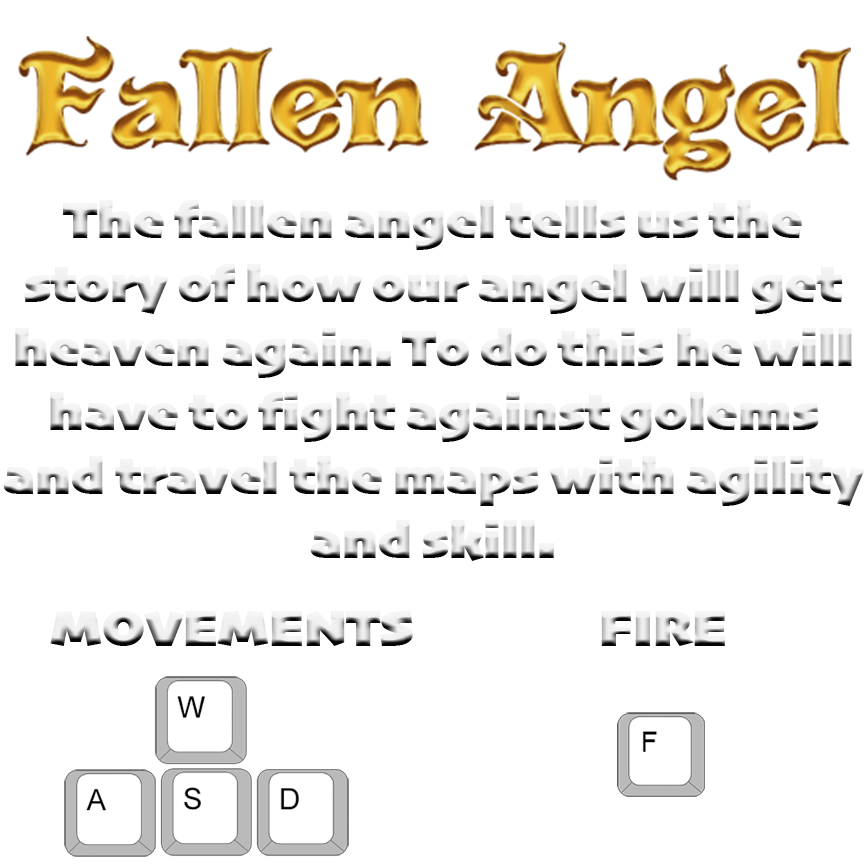 Fallen Angel
The fallen angel tells us the
story of how our angel will get
heaven again. To do this he will
have to fight against golems
and travel the maps with agility
and skill.
MOVEMENTS FIRE
W
F
A S D